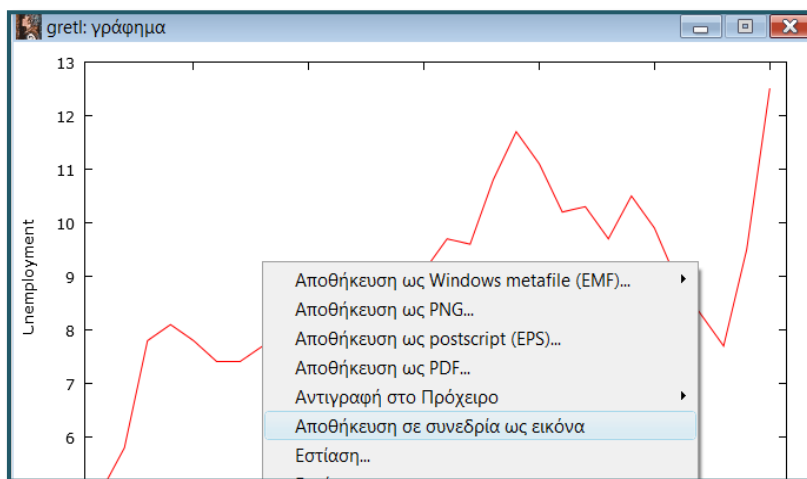 gretl: γράφημα
13
12
11
10
9
8
7
6
Unemployment
Αποθήκευση ως Windows metafile (EMF)...
Αποθήκευση ως PNG...
Αποθήκευση ως postscript (EPS)...
Αποθήκευση ως PDF...
Αντιγραφή στο Πρόχειρο
Αποθήκευση σε συνεδρία ως εικόνα
Εστίαση...